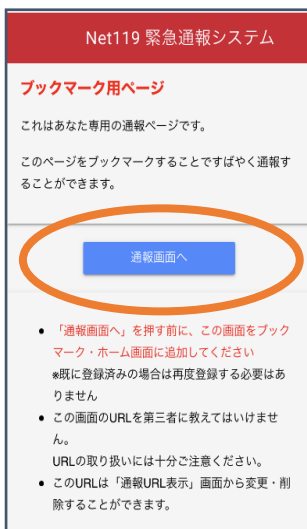 Net119 緊急通報システム
ブックマーク用ページ
これはあなた専用の通報ページです。
このページをブックマークすることですばやく通報す
ることができます。
通報画面へ
● 「通報画面へ」を押す前に、この画面をブック
マーク・ホーム画面に追加してください
※既に登録済みの場合は再度登録する必要はあ
りません
● この画面のURLを第三者に教えてはいけませ
ん。
URLの取り扱いには十分ご注意ください。
● このURLは「通報URL表示」画面から変更・削
除することができます。